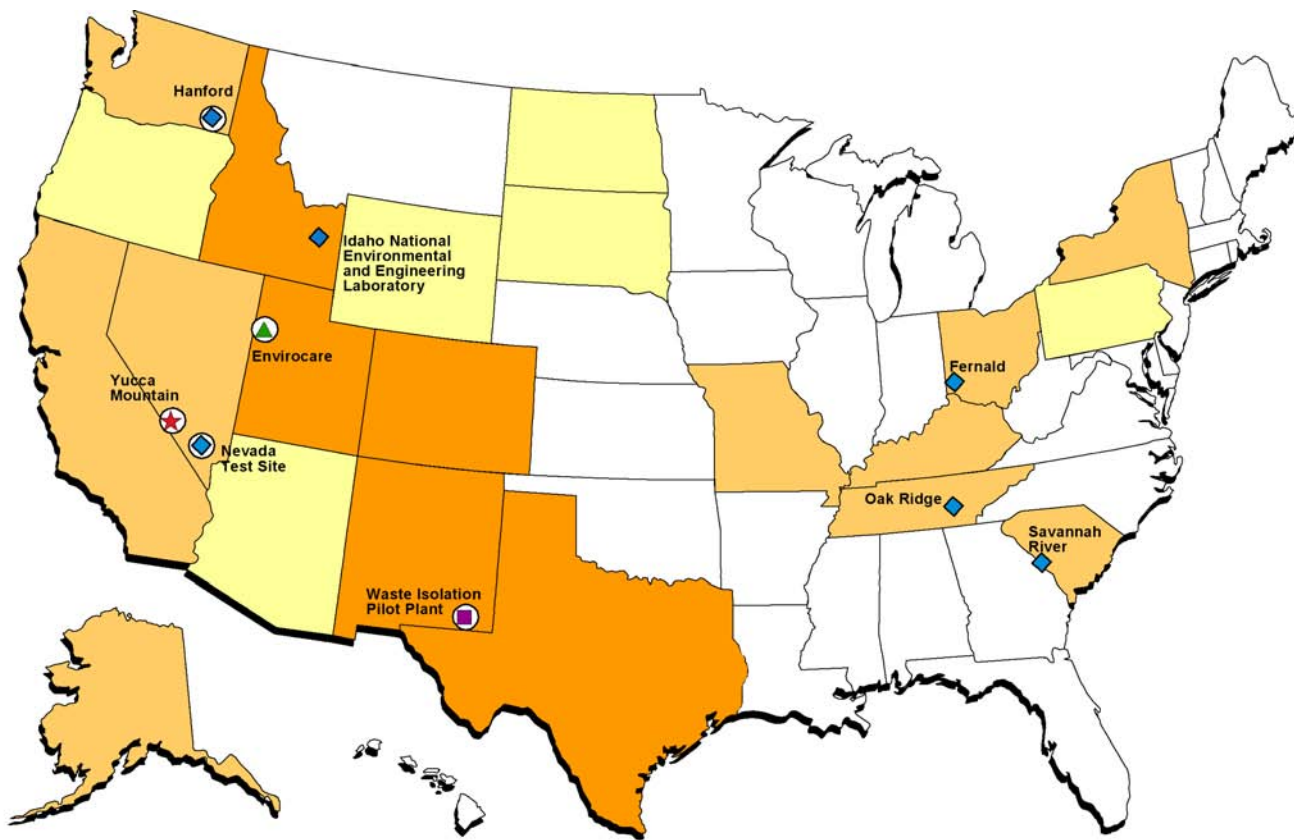 Hanford
Idaho National
Environmental
and Engineering
Laboratory
Envirocare
Yucca
Mountain
Nevada
Test Site
Fernald
Oak Ridge
Savannah
River
Waste Isolation
Pilot Plant